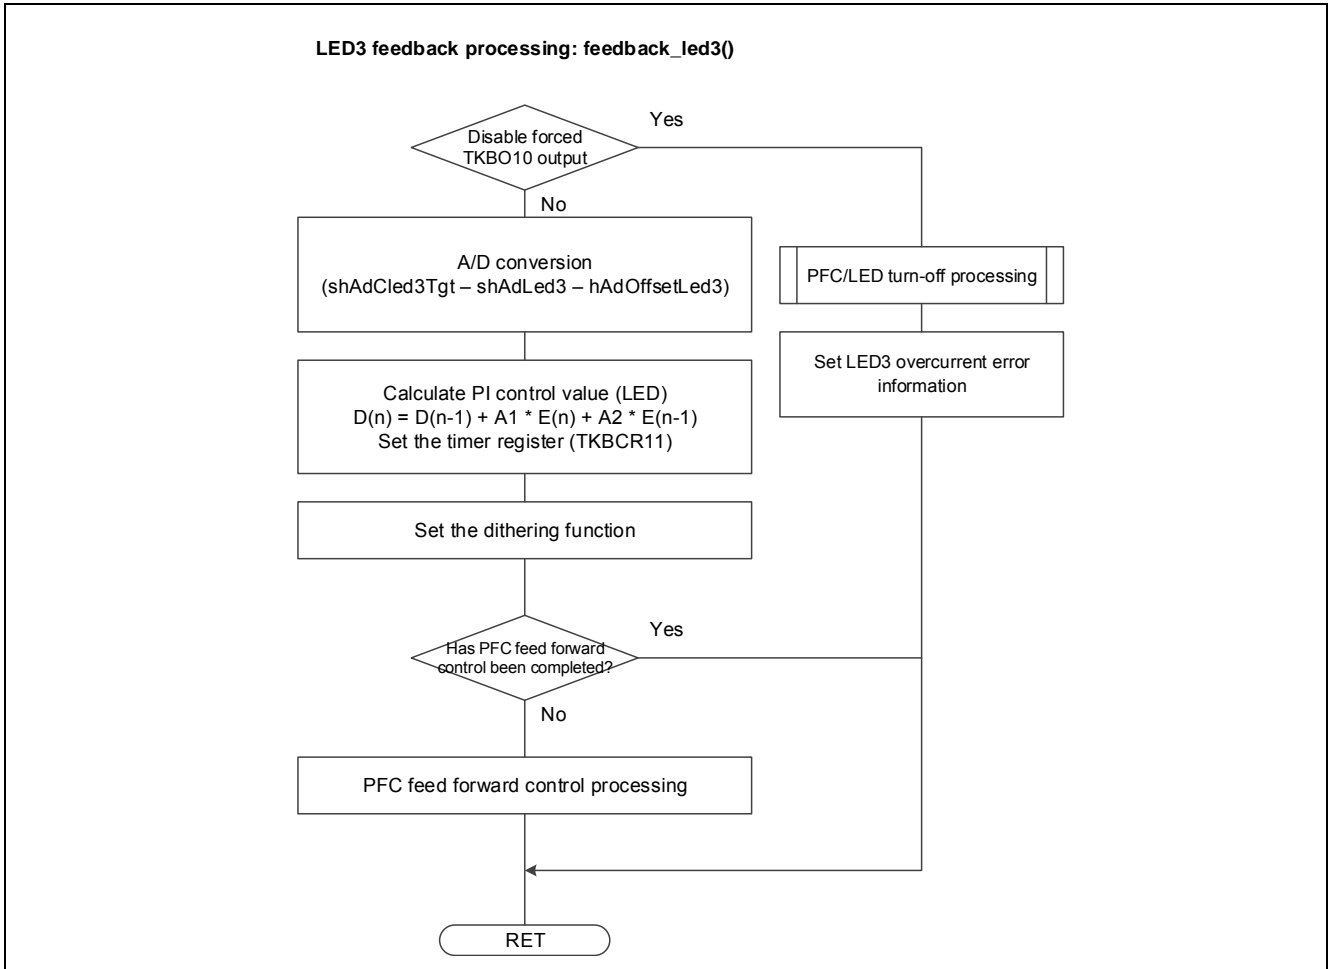 LED3 feedback processing: feedback_led3()
Disable forced
TKBO10 output
Yes
No
A/D conversion
(shAdCled3Tgt – shAdLed3 – hAdOffsetLed3)
PFC/LED turn-off processing
Set LED3 overcurrent error
information
Calculate PI control value (LED)
D(n) = D(n-1) + A1 * E(n) + A2 * E(n-1)
Set the timer register (TKBCR11)
Set the dithering function
Has PFC feed forward
control been completed?
Yes
No
PFC feed forward control processing
RET